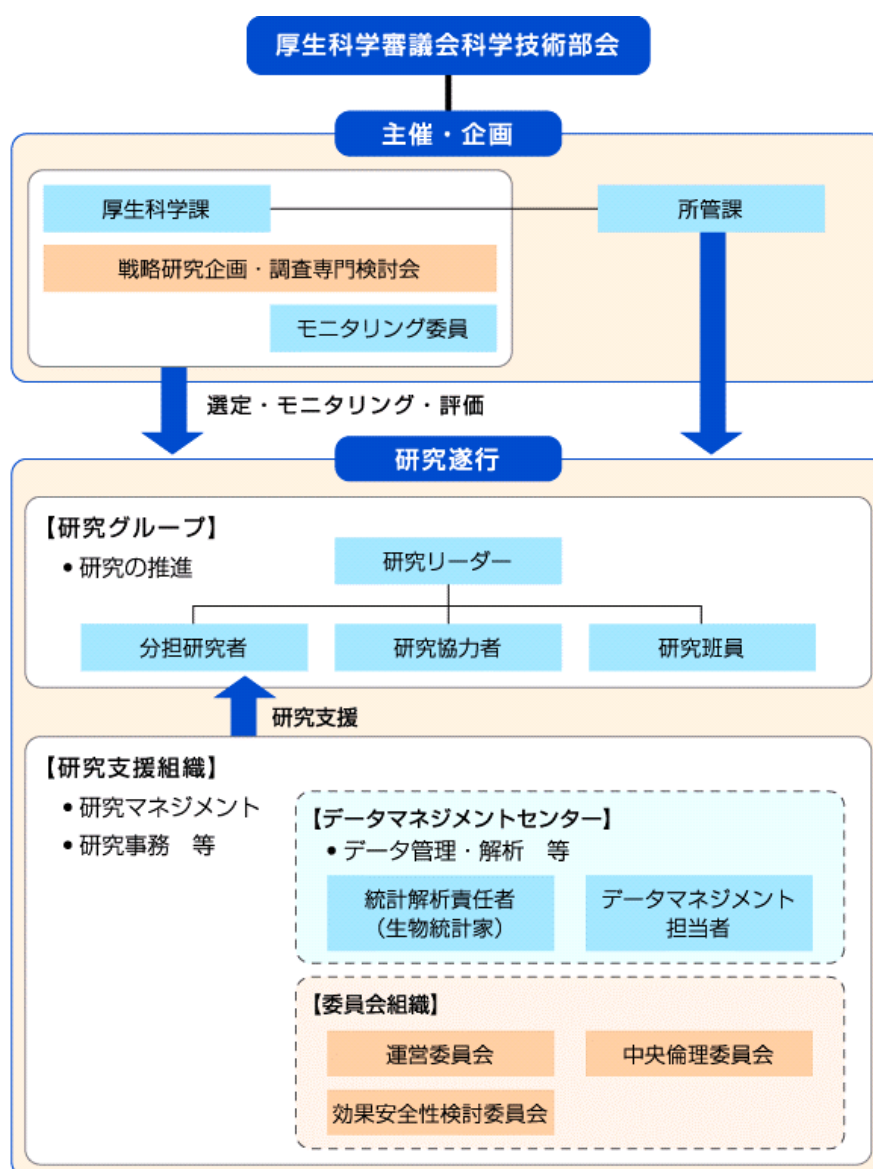 厚生科学審議会科学技術部会
主催・企画
厚生科学課
所管課
戦略研究企画・調査専門検討会
モニタリング委員
選定・モニタリング・評価
研究遂行
【研究グループ】
• 研究の推進
研究リーダー
分担研究者
研究協力者
研究班員
研究支援
【研究支援組織】
• 研究マネジメント
• 研究事務　等
【データマネジメントセンター】
• データ管理・解析　等
統計解析責任者
（生物統計家）
データマネジメント
担当者
【委員会組織】
運営委員会
中央倫理委員会
効果安全性検討委員会